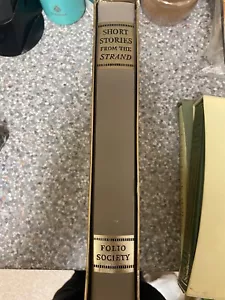 SHORT
STORIES
FROM THE
STRAND
FOLIO
SOCIETY